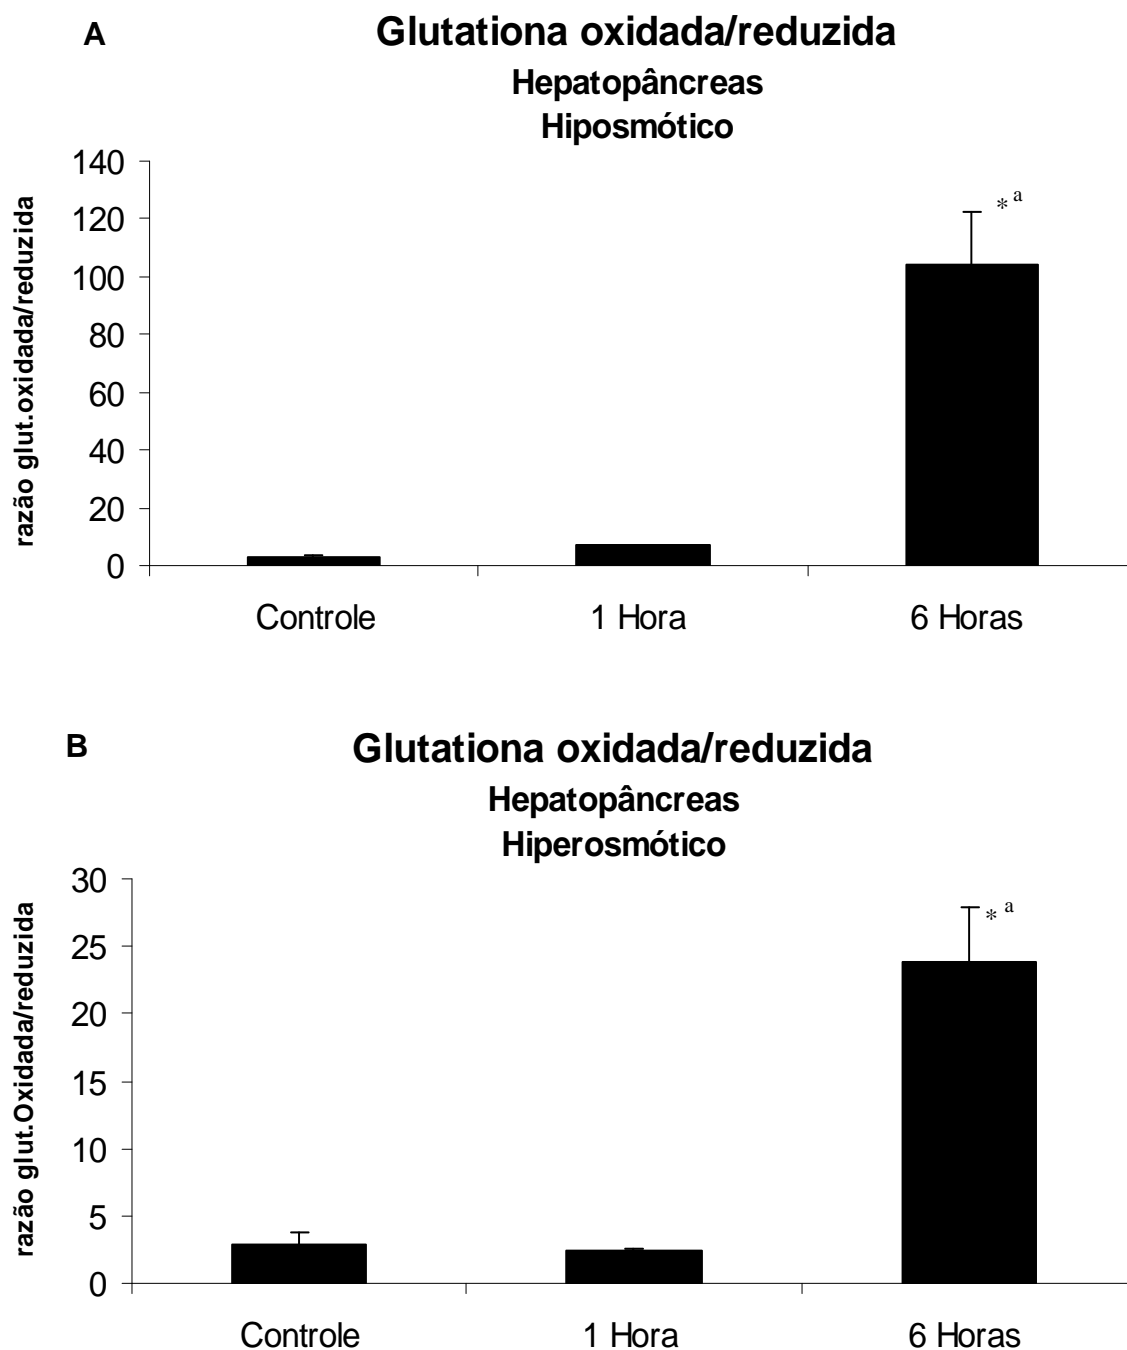 A
Glutationa oxidada/reduzida
Hepatopâncreas
Hiposmótico
razão glut.oxidada/reduzida
140
120
100
80
60
40
20
0
* a
Controle
1 Hora
6 Horas
B
Glutationa oxidada/reduzida
Hepatopâncreas
Hiperosmótico
razão glut.Oxidada/reduzida
30
25
20
15
10
5
0
* a
Controle
1 Hora
6 Horas